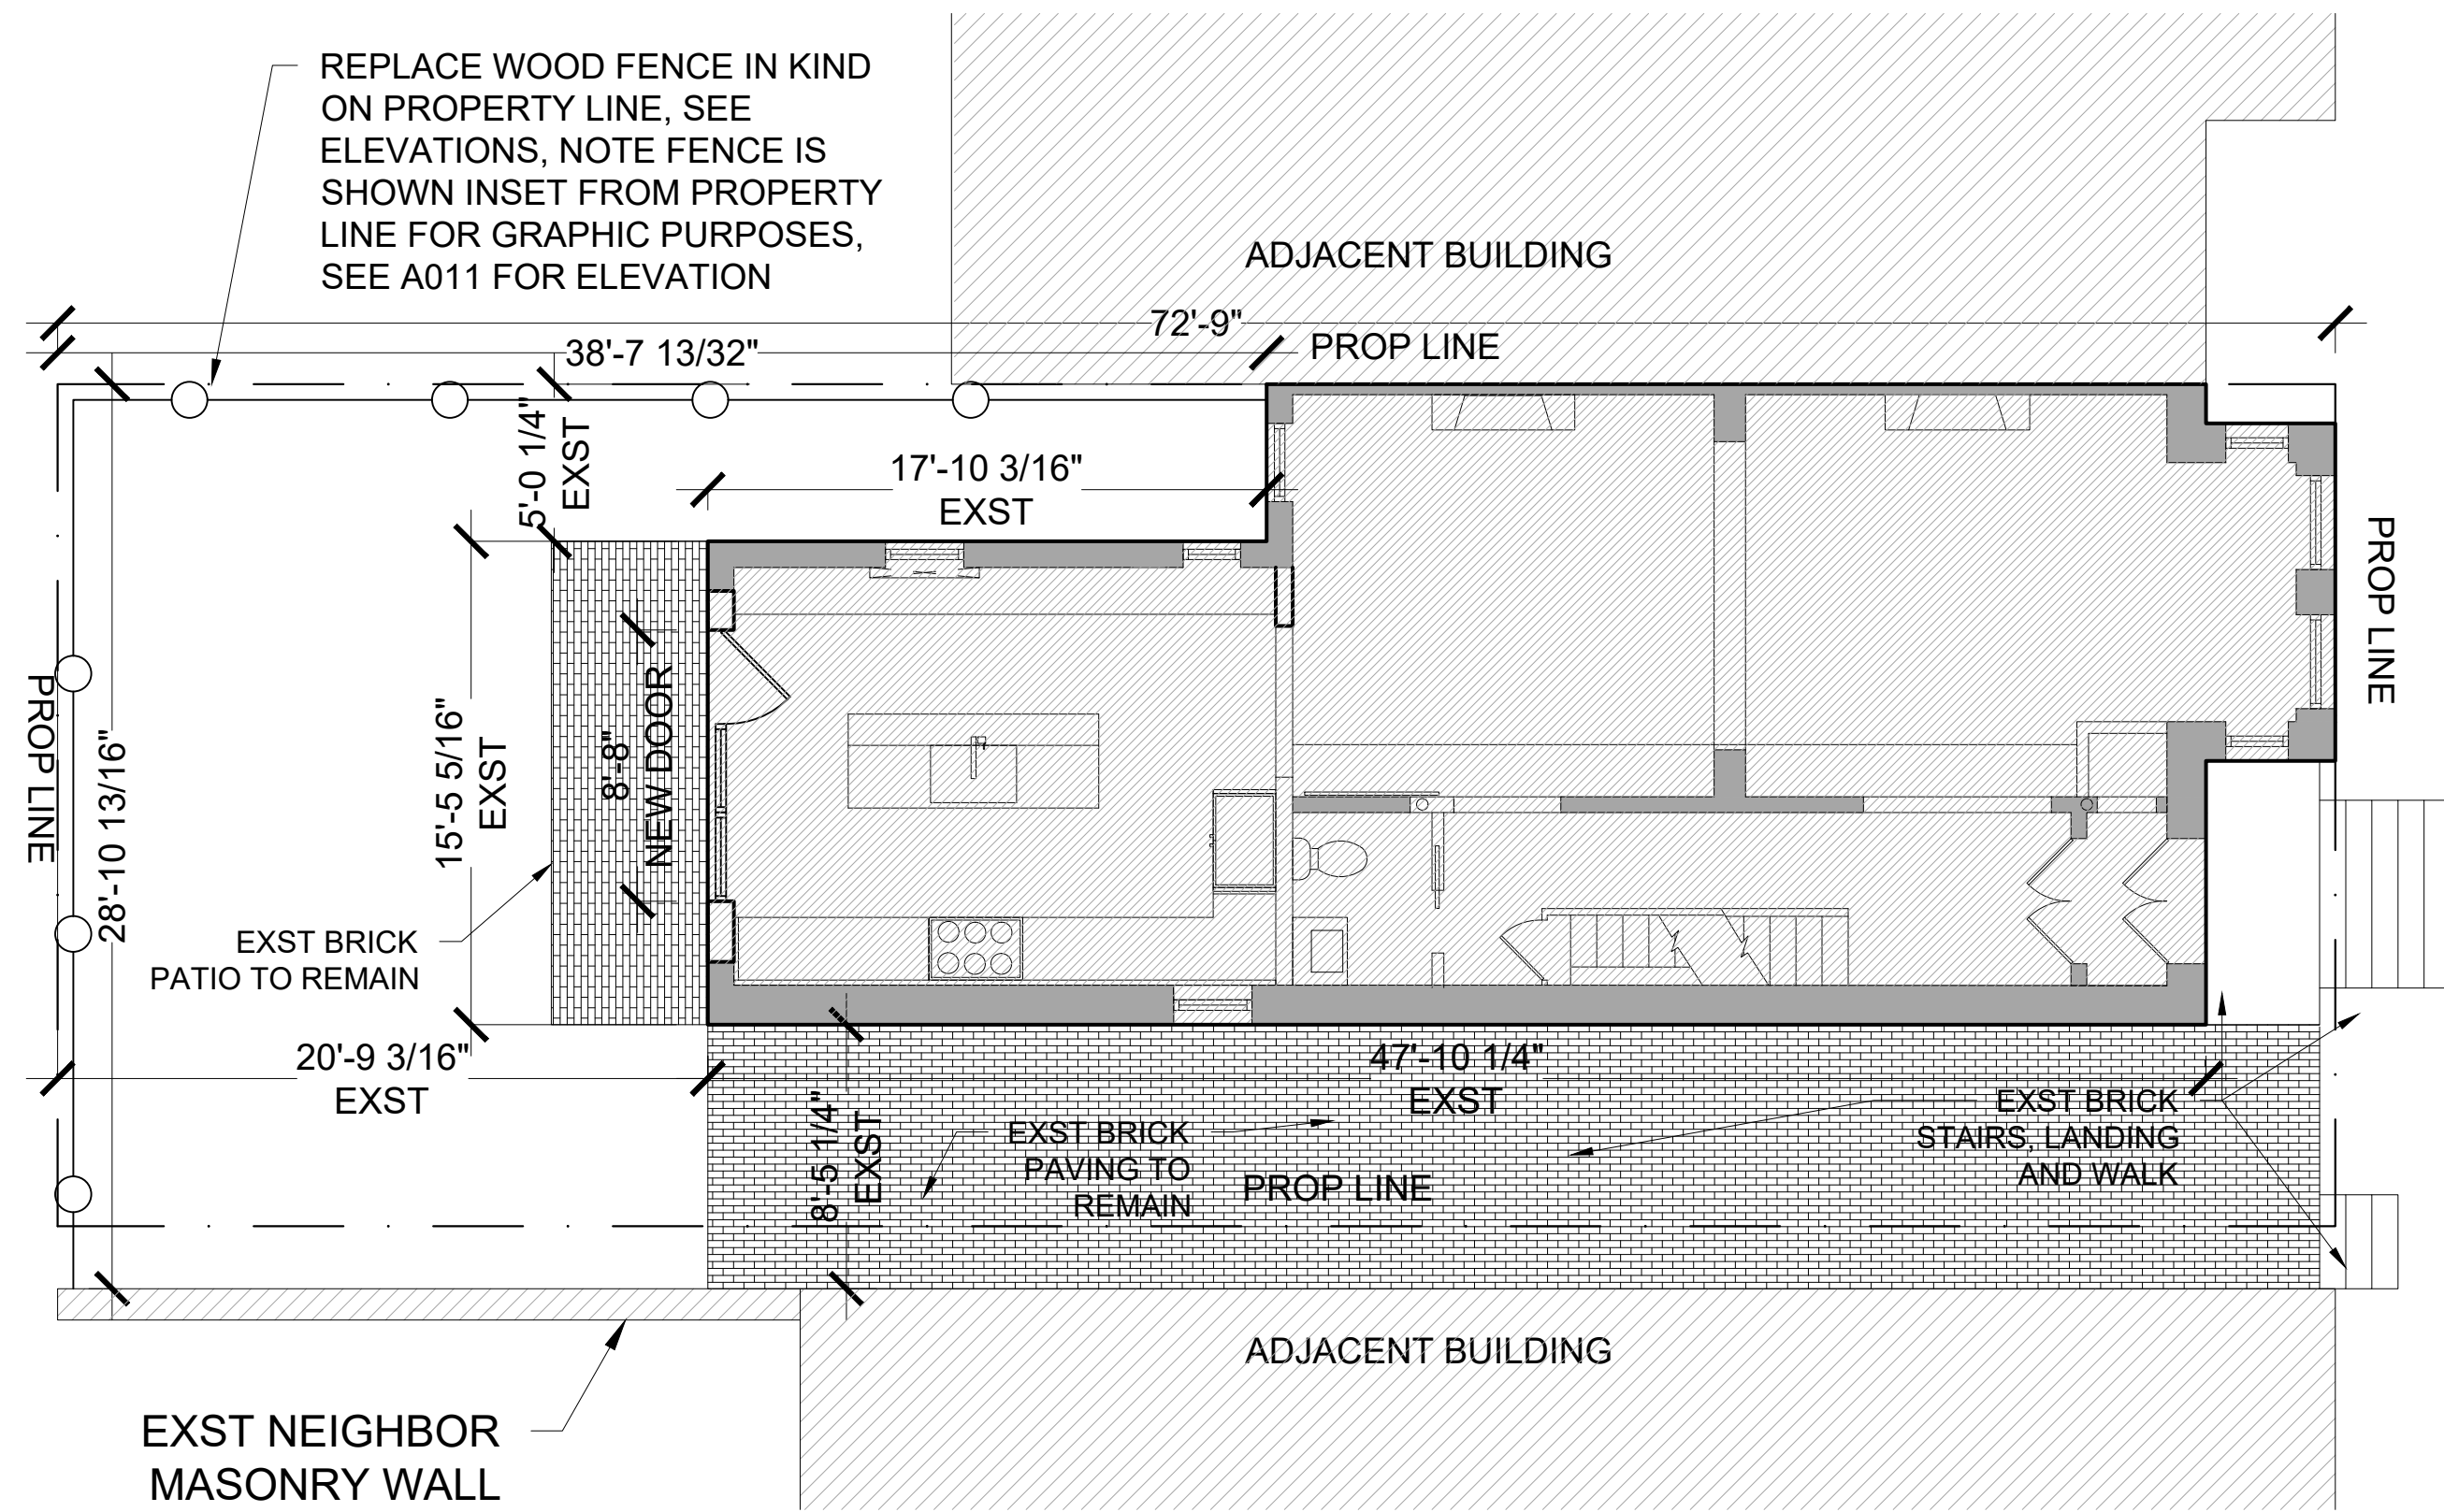 REPLACE WOOD FENCE IN KIND
ON PROPERTY LINE, SEE
ELEVATIONS, NOTE FENCE IS
SHOWN INSET FROM PROPERTY
LINE FOR GRAPHIC PURPOSES,
SEE A011 FOR ELEVATION
ADJACENT BUILDING
72'-9"
38'-7 13/32"
PROP LINE
5'-0 1/4"
EXST
17'-10 3/16"
EXST
PROP LINE
PROP LINE
28'-10 13/16"
15'-5 5/16"
EXST
8'-8"
NEW DOOR
EXST BRICK
PATIO TO REMAIN
20'-9 3/16"
EXST
47'-10 1/4"
EXST
8'-5 1/4"
EXST
EXST BRICK
PAVING TO
REMAIN
PROP LINE
EXST BRICK
STAIRS, LANDING
AND WALK
ADJACENT BUILDING
EXST NEIGHBOR
MASONRY WALL